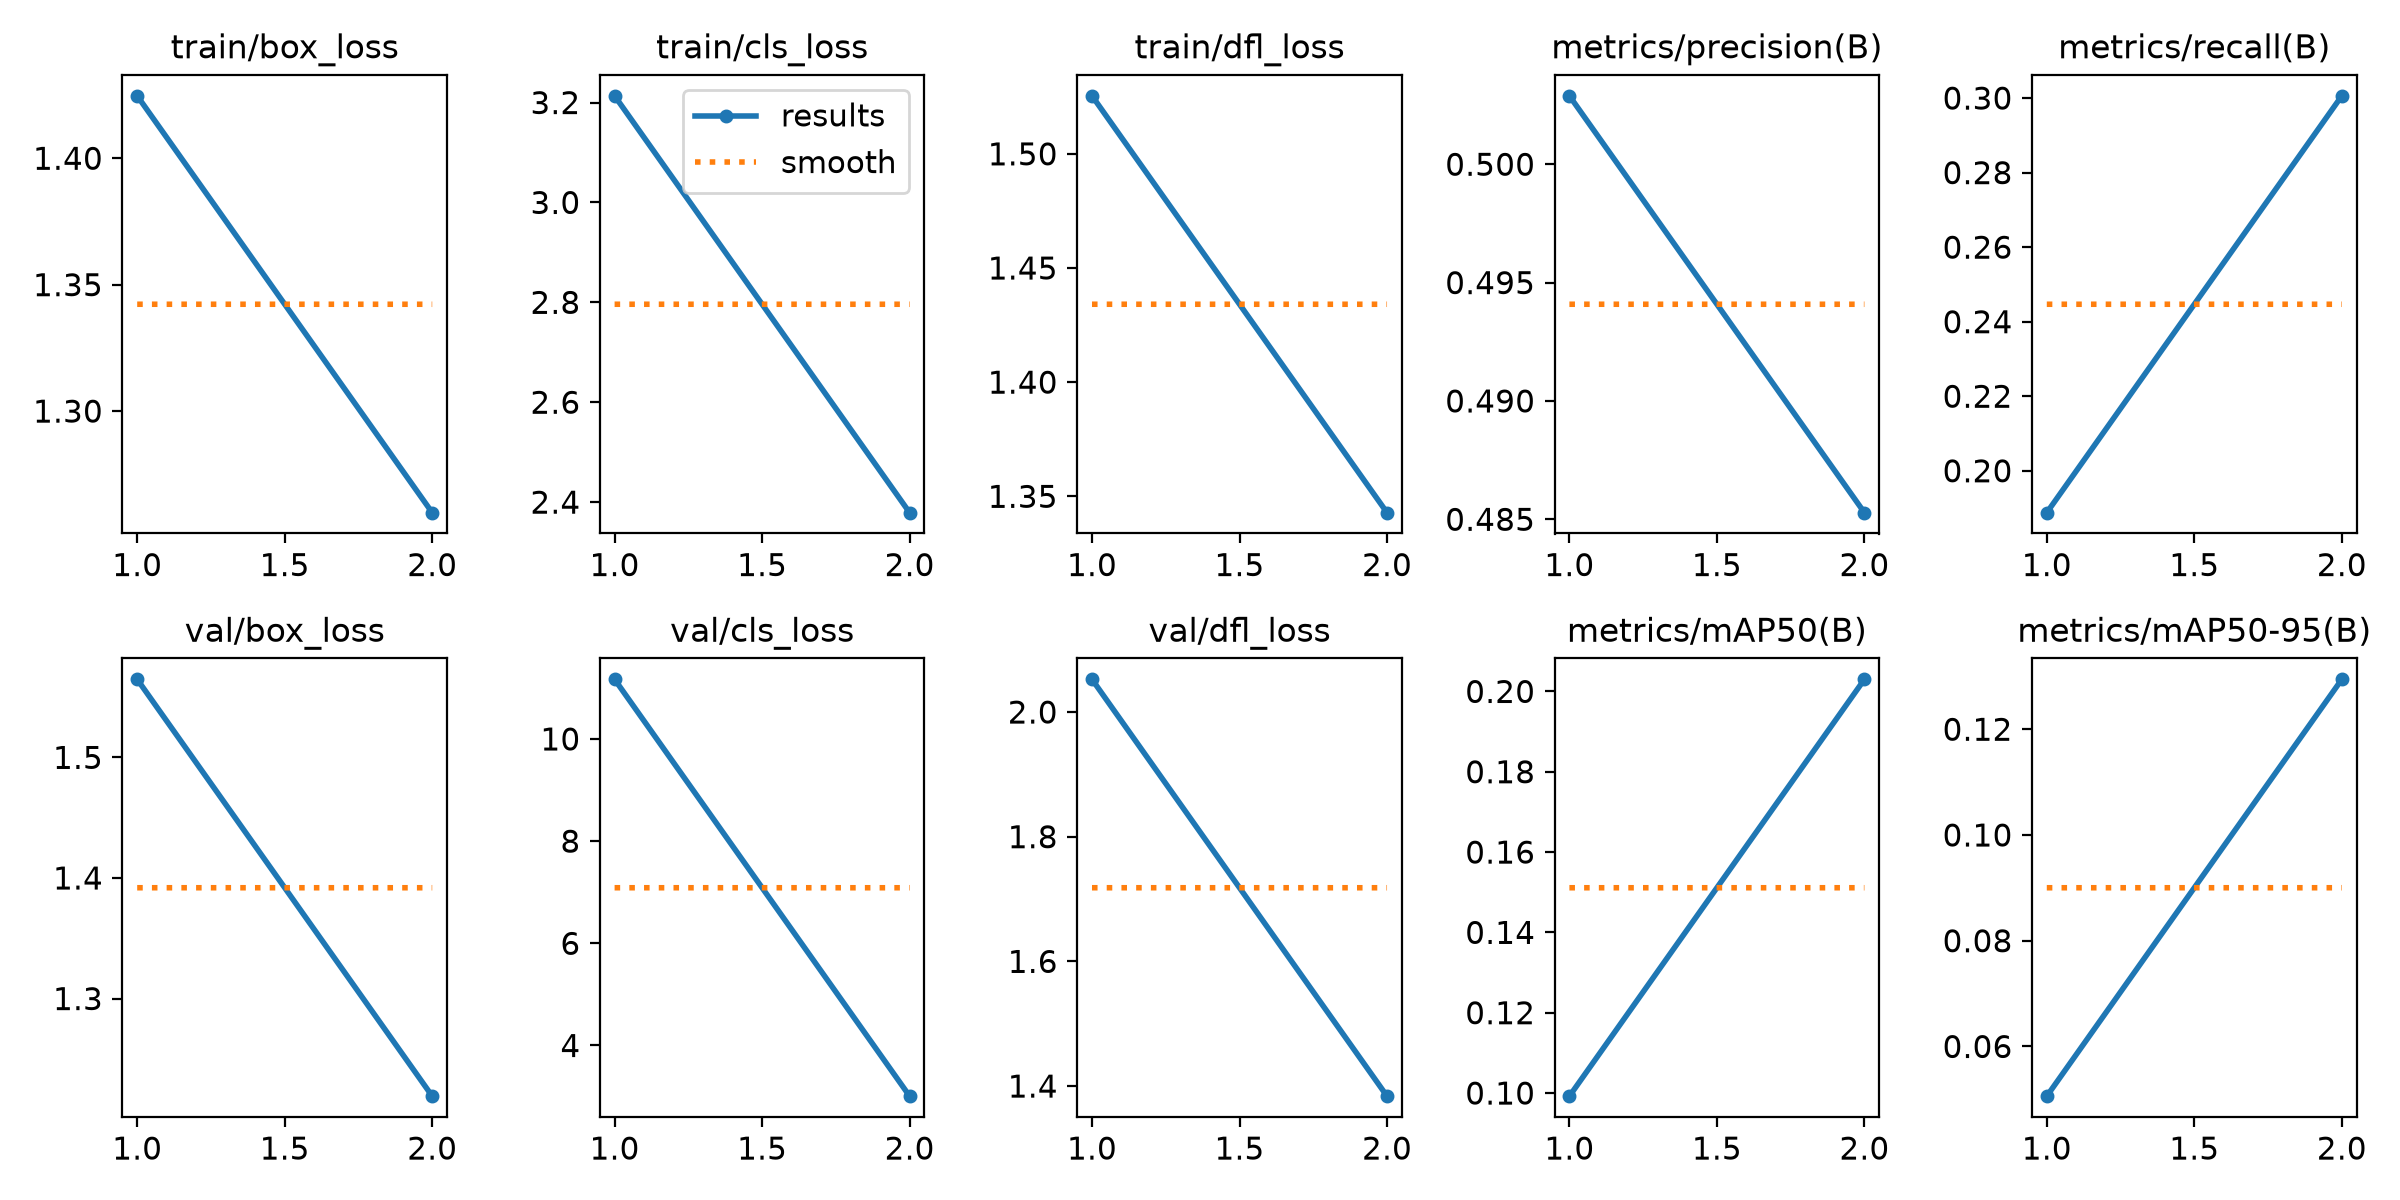 train/box_loss
1.40
1.35
1.30
1.0 1.5 2.0
train/cls_loss
results
smooth
3.2
3.0
2.8
2.6
2.4
1.0 1.5 2.0
train/dfl_loss
1.50
1.45
1.40
1.35
1.0 1.5 2.0
metrics/precision(B)
0.500
0.495
0.490
0.485
1.0 1.5 2.0
metrics/recall(B)
0.30
0.28
0.26
0.24
0.22
0.20
1.0 1.5 2.0
val/box_loss
1.5
1.4
1.3
1.0 1.5 2.0
val/cls_loss
10
8
6
4
1.0 1.5 2.0
val/dfl_loss
2.0
1.8
1.6
1.4
1.0 1.5 2.0
metrics/mAP50(B)
0.20
0.18
0.16
0.14
0.12
0.10
1.0 1.5 2.0
metrics/mAP50-95(B)
0.12
0.10
0.08
0.06
1.0 1.5 2.0